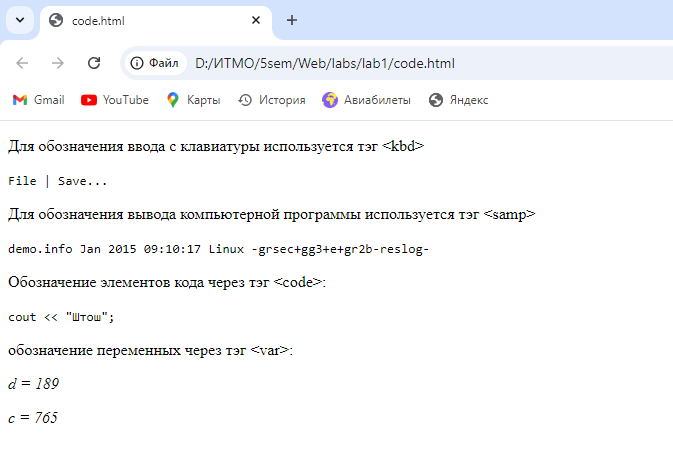 code.html
Файл D:/ИТМО/5sem/Web/labs/lab1/code.html
Gmail YouTube Карты История Авиабилеты Яндекс
Для обозначения ввода с клавиатуры используется тэг <kbd>
File | Save...
Для обозначения вывода компьютерной программы используется тэг <samp>
demo.info Jan 2015 09:10:17 Linux -grsec+gg3+e+gr2b-reslog-
Обозначение элементов кода через тэг <code>:
cout << "Штош";
обозначение переменных через тэг <var>:
d = 189
c = 765